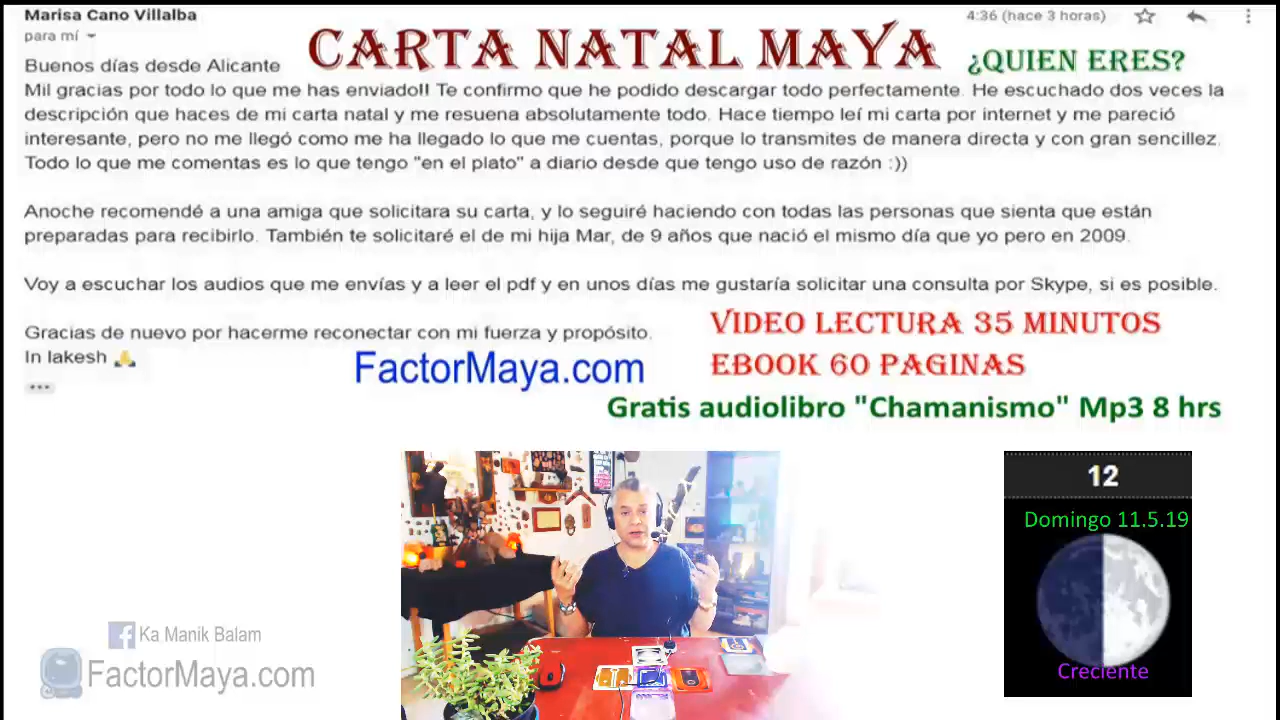 Marisa Cano Villalba
4:36 (hace 3 horas)
para mí
CARTA NATAL MAYA
¿QUIEN ERES?
Buenos días desde Alicante
Mil gracias por todo lo que me has enviado!! Te confirmo que he podido descargar todo perfectamente. He escuchado dos veces la
descripción que haces de mi carta natal y me resuena absolutamente todo. Hace tiempo leí mi carta por internet y me pareció
interesante, pero no me llegó como me ha llegado lo que me cuentas, porque lo transmites de manera directa y con gran sencillez.
Todo lo que me comentas es lo que tengo "en el plato" a diario desde que tengo uso de razón :))
Anoche recomendé a una amiga que solicitara su carta, y lo seguiré haciendo con todas las personas que sienta que están
preparadas para recibirlo. También te solicitaré el de mi hija Mar, de 9 años que nació el mismo día que yo pero en 2009.
Voy a escuchar los audios que me envías y a leer el pdf y en unos días me gustaría solicitar una consulta por Skype, si es posible.
Gracias de nuevo por hacerme reconectar con mi fuerza y propósito.
In lakesh 🙏
VIDEO LECTURA 35 MINUTOS
EBOOK 60 PAGINAS
FactorMaya.com
Gratis audiolibro "Chamanismo" Mp3 8 hrs
12
Domingo 11.5.19
Creciente
Ka Manik Balam
FactorMaya.com